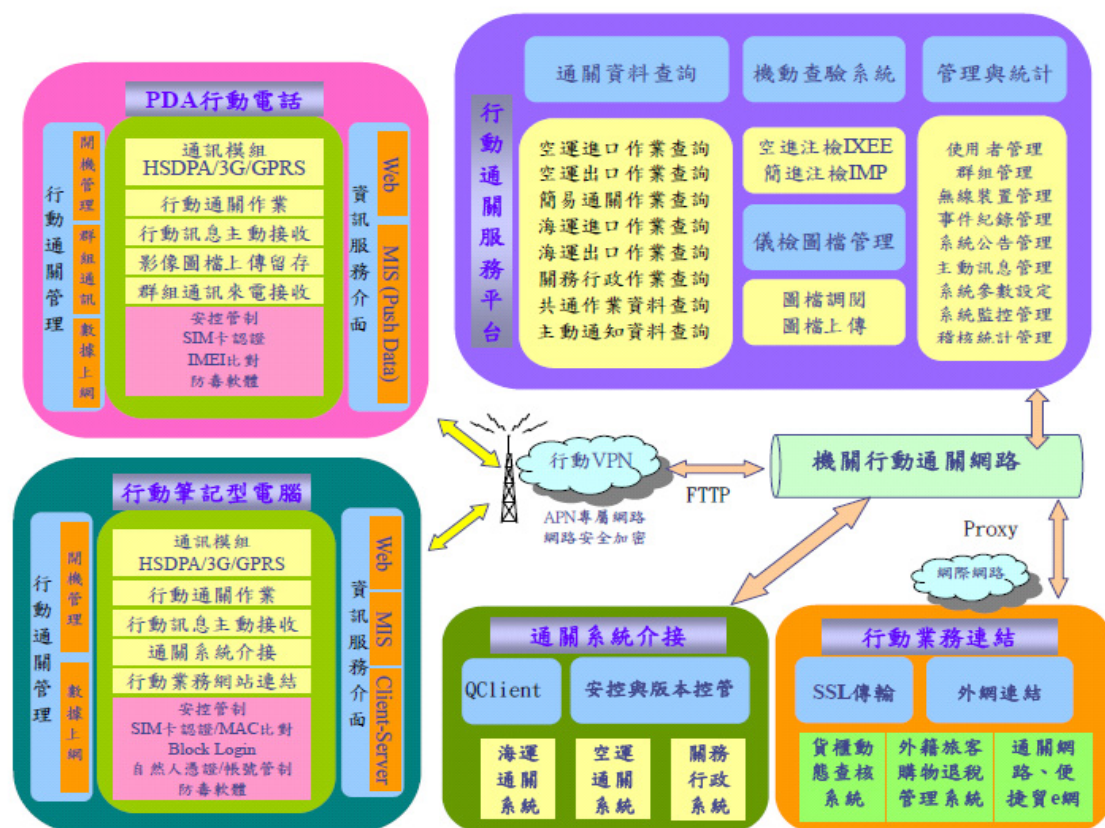 PDA行動電話
行動通關管理
開機管理
群組通訊
數據上網
通訊模組
HSDPA/3G/GPRS
行動通關作業
行動訊息主動接收
影像圖檔上傳留存
群組通訊來電接收
安控管制
SIM卡認證
IMEI比對
防毒軟體
資訊服務介面
Web
MIS (Push Data)
行動通關服務平台
通關資料查詢
機動查驗系統
管理與統計
空運進口作業查詢
空運出口作業查詢
簡易通關作業查詢
海運進口作業查詢
海運出口作業查詢
關務行政作業查詢
共通作業資料查詢
主動通知資料查詢
空進注檢IXEE
簡進注檢IMP
儀檢圖檔管理
圖檔調閱
圖檔上傳
使用者管理
群組管理
無線裝置管理
事件紀錄管理
系統公告管理
主動訊息管理
系統參數設定
系統監控管理
稽核統計管理
行動VPN
APN專屬網路
網路安全加密
FTTP
機關行動通關網路
Proxy
網際網路
行動筆記型電腦
行動通關管理
開機管理
數據上網
通訊模組
HSDPA/3G/GPRS
行動通關作業
行動訊息主動接收
通關系統介接
行動業務網站連結
安控管制
SIM卡認證/MAC比對
Block Login
自然人憑證/帳號管制
防毒軟體
資訊服務介面
Web
MIS
Client-Server
通關系統介接
QClient
安控與版本控管
海運
通關
系統
空運
通關
系統
關務
行政
系統
行動業務連結
SSL傳輸
外網連結
貨櫃動
態查核
系統
外籍旅客
購物退稅
管理系統
通關網
路、便
捷貿e網